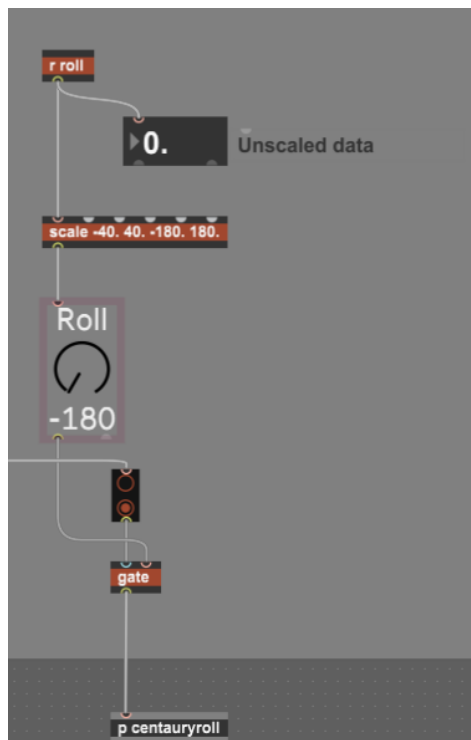 r roll
0.
Unscaled data
scale -40. 40. -180. 180.
Roll
-180
gate
p centauryroll